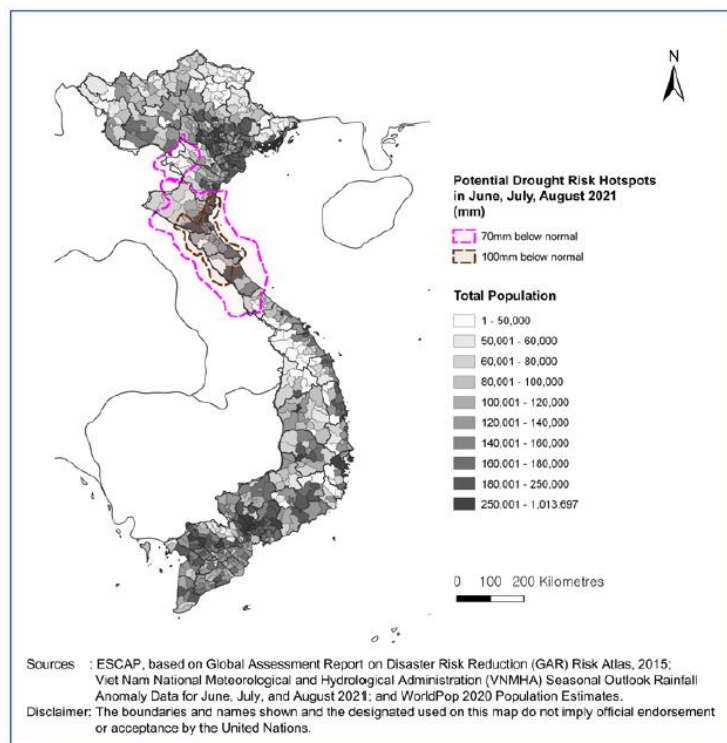 N
Potential Drought Risk Hotspots
in June, July, August 2021
(mm)
70mm below normal
100mm below normal
Total Population
1 - 50,000
50,001 - 60,000
60,001 - 80,000
80,001 - 100,000
100,001 - 120,000
120,001 - 140,000
140,001 - 160,000
160,001 - 180,000
180,001 - 250,000
250,001 - 1,013,697
0 100 200 Kilometres
Sources : ESCAP, based on Global Assessment Report on Disaster Risk Reduction (GAR) Risk Atlas, 2015;
Viet Nam National Meteorological and Hydrological Administration (VNMHA) Seasonal Outlook Rainfall
Anomaly Data for June, July, and August 2021; and WorldPop 2020 Population Estimates.
Disclaimer: The boundaries and names shown and the designated used on this map do not imply official endorsement
or acceptance by the United Nations.